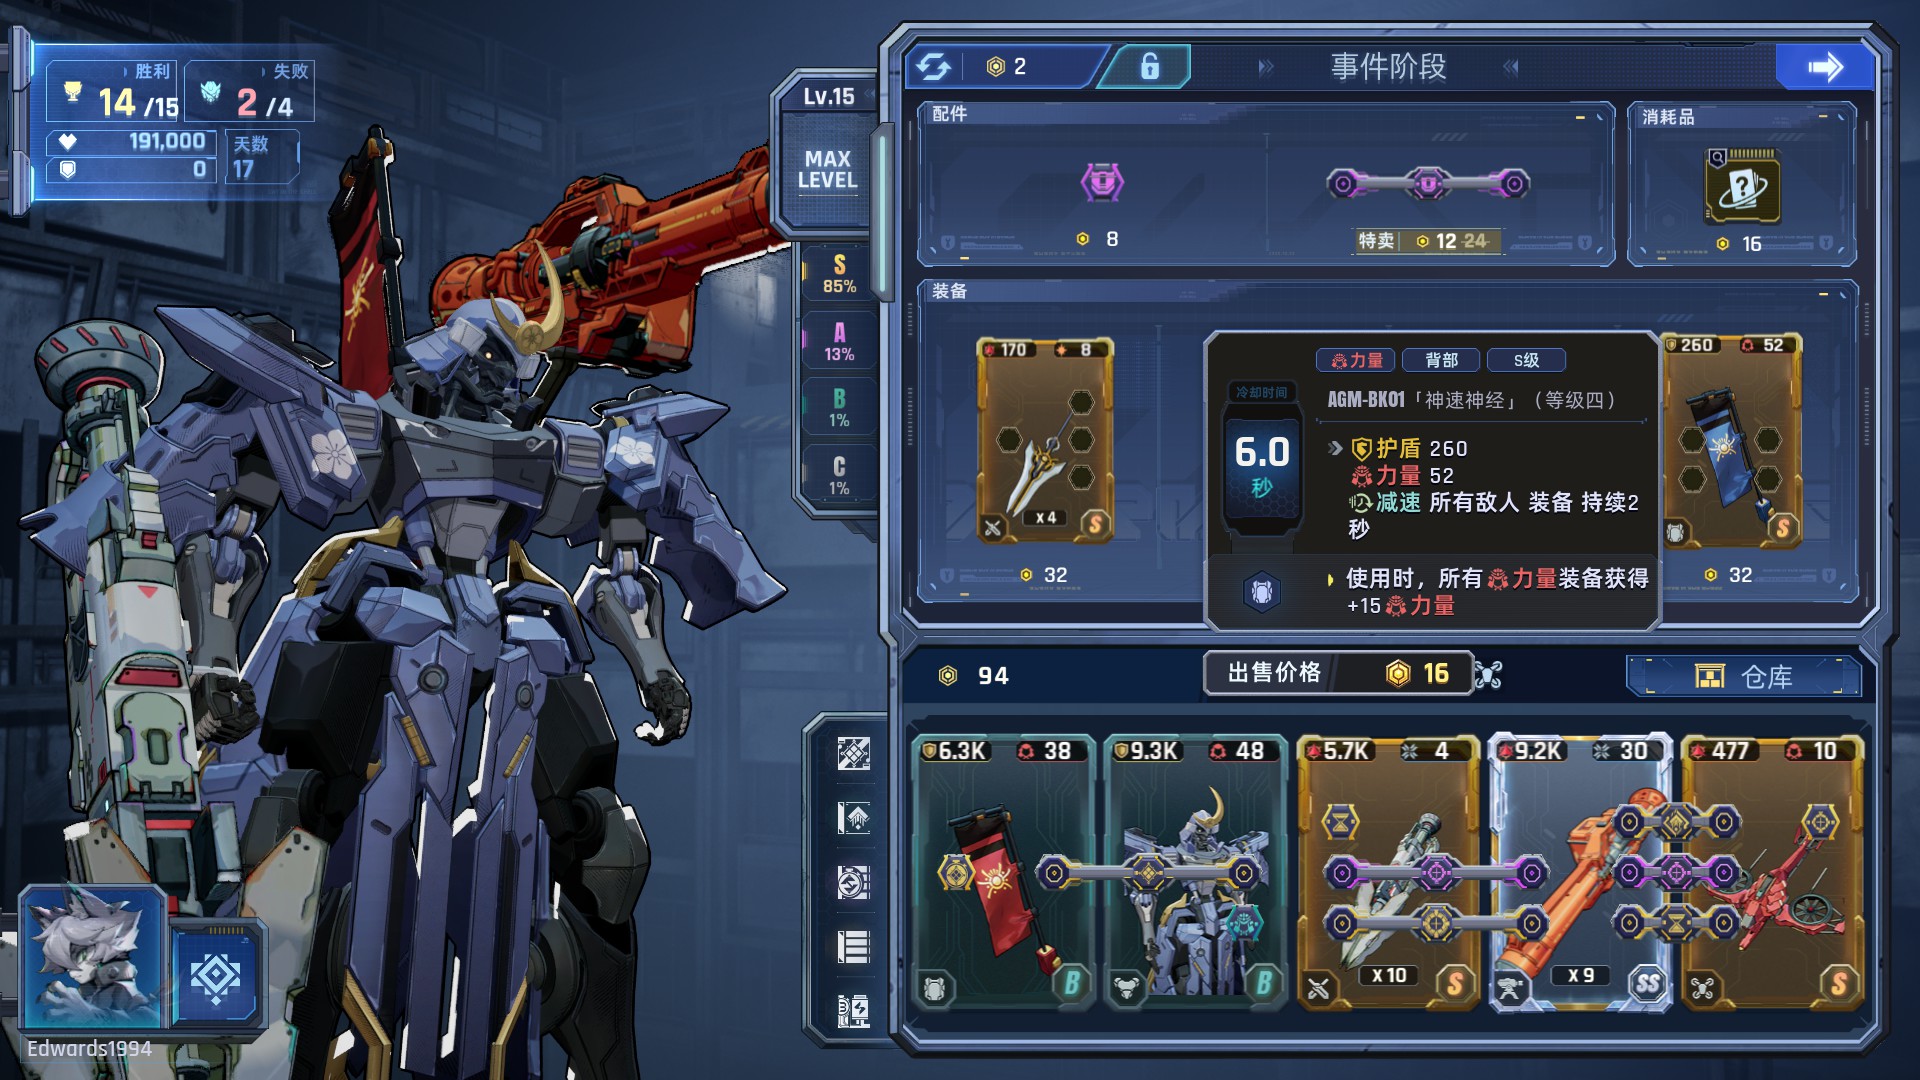 胜利
14 /15
失败
2 /4
191,000
0
天数
17
Lv.15
MAX
LEVEL
S
85%
A
13%
B
1%
C
1%
2
事件阶段
配件
8
特卖 12 24
消耗品
16
装备
170 8
x 4
S
32
力量 背部 S级
冷却时间
6.0
秒
AGM-BK01「神速神经」（等级四）
护盾 260
力量 52
减速 所有敌人 装备 持续2
秒
使用时，所有力量装备获得
+15力量
260 52
S
32
94
出售价格 16
仓库
6.3K 38
B
9.3K 48
B
5.7K 4
x 10
S
9.2K 30
x 9
SS
477 10
S
Edwards1994